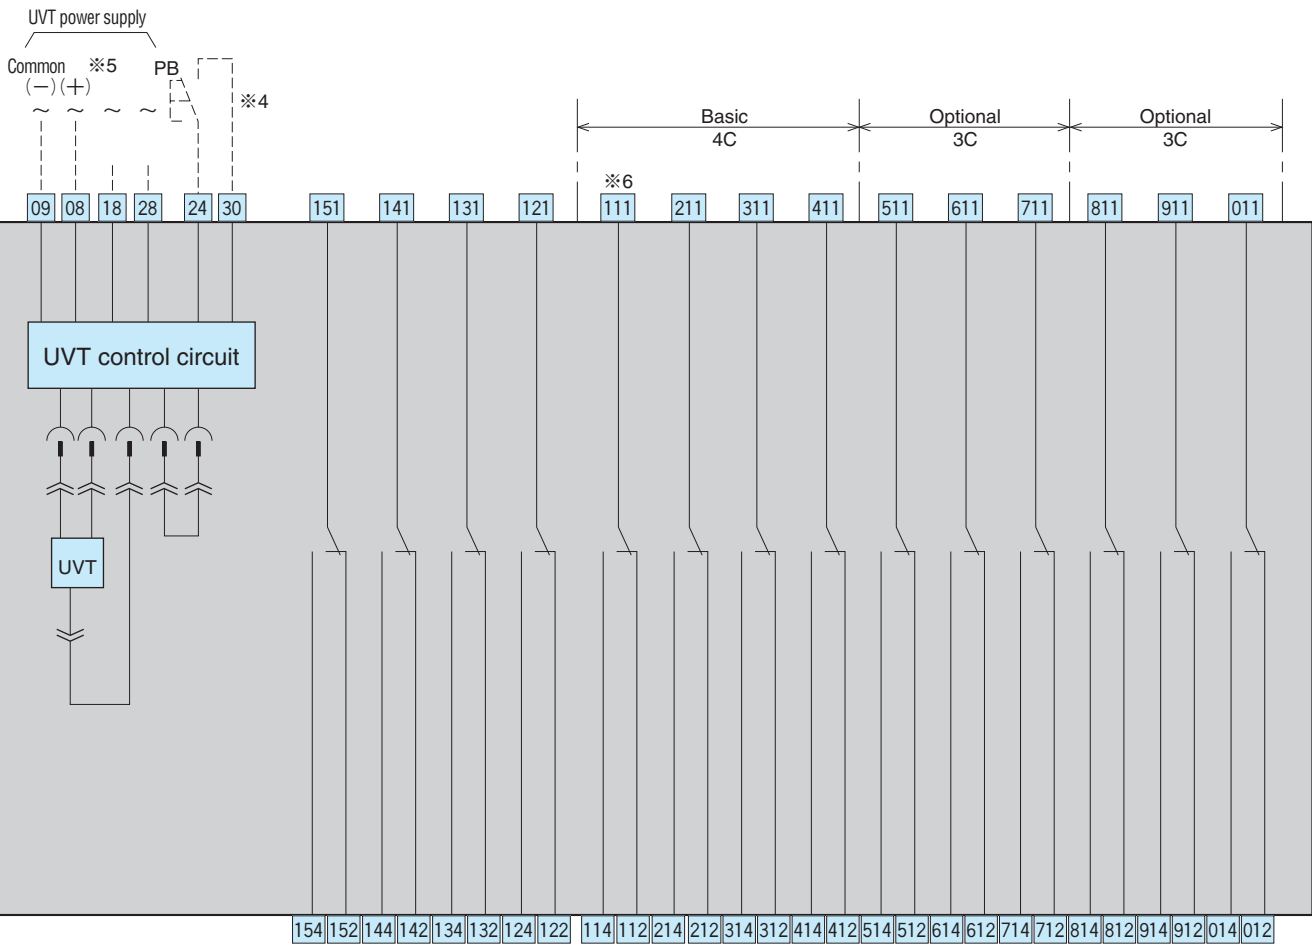 UVT power supply
Common ※5 PB
(−) (+)
~ ~ ~ ~ ※4
Basic Optional Optional
4C 3C 3C
※6
09 08 18 28 24 30 151 141 131 121 111 211 311 411 511 611 711 811 911 011
UVT control circuit
UVT
154 152 144 142 134 132 124 122 114 112 214 212 314 312 414 412 514 512 614 612 714 712 814 812 914 912 014 012